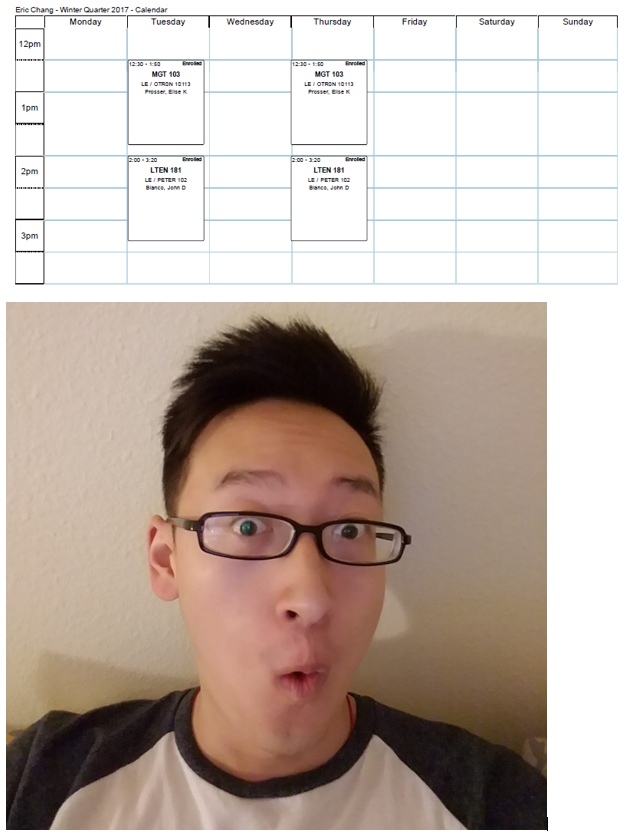 Eric Chang - Winter Quarter 2017 - Calendar
Monday Tuesday Wednesday Thursday Friday Saturday Sunday
12pm
12:30 - 1:50 Enrolled 12:30 - 1:50 Enrolled
MGT 103 MGT 103
LE / OTRSN 10113 LE / OTRSN 10113
Prosser, Elise K Prosser, Elise K
1pm
2:00 - 3:20 Enrolled 2:00 - 3:20 Enrolled
2pm LTEN 181 LTEN 181
LE / PETER 102 LE / PETER 102
Blanco, John D Blanco, John D
3pm